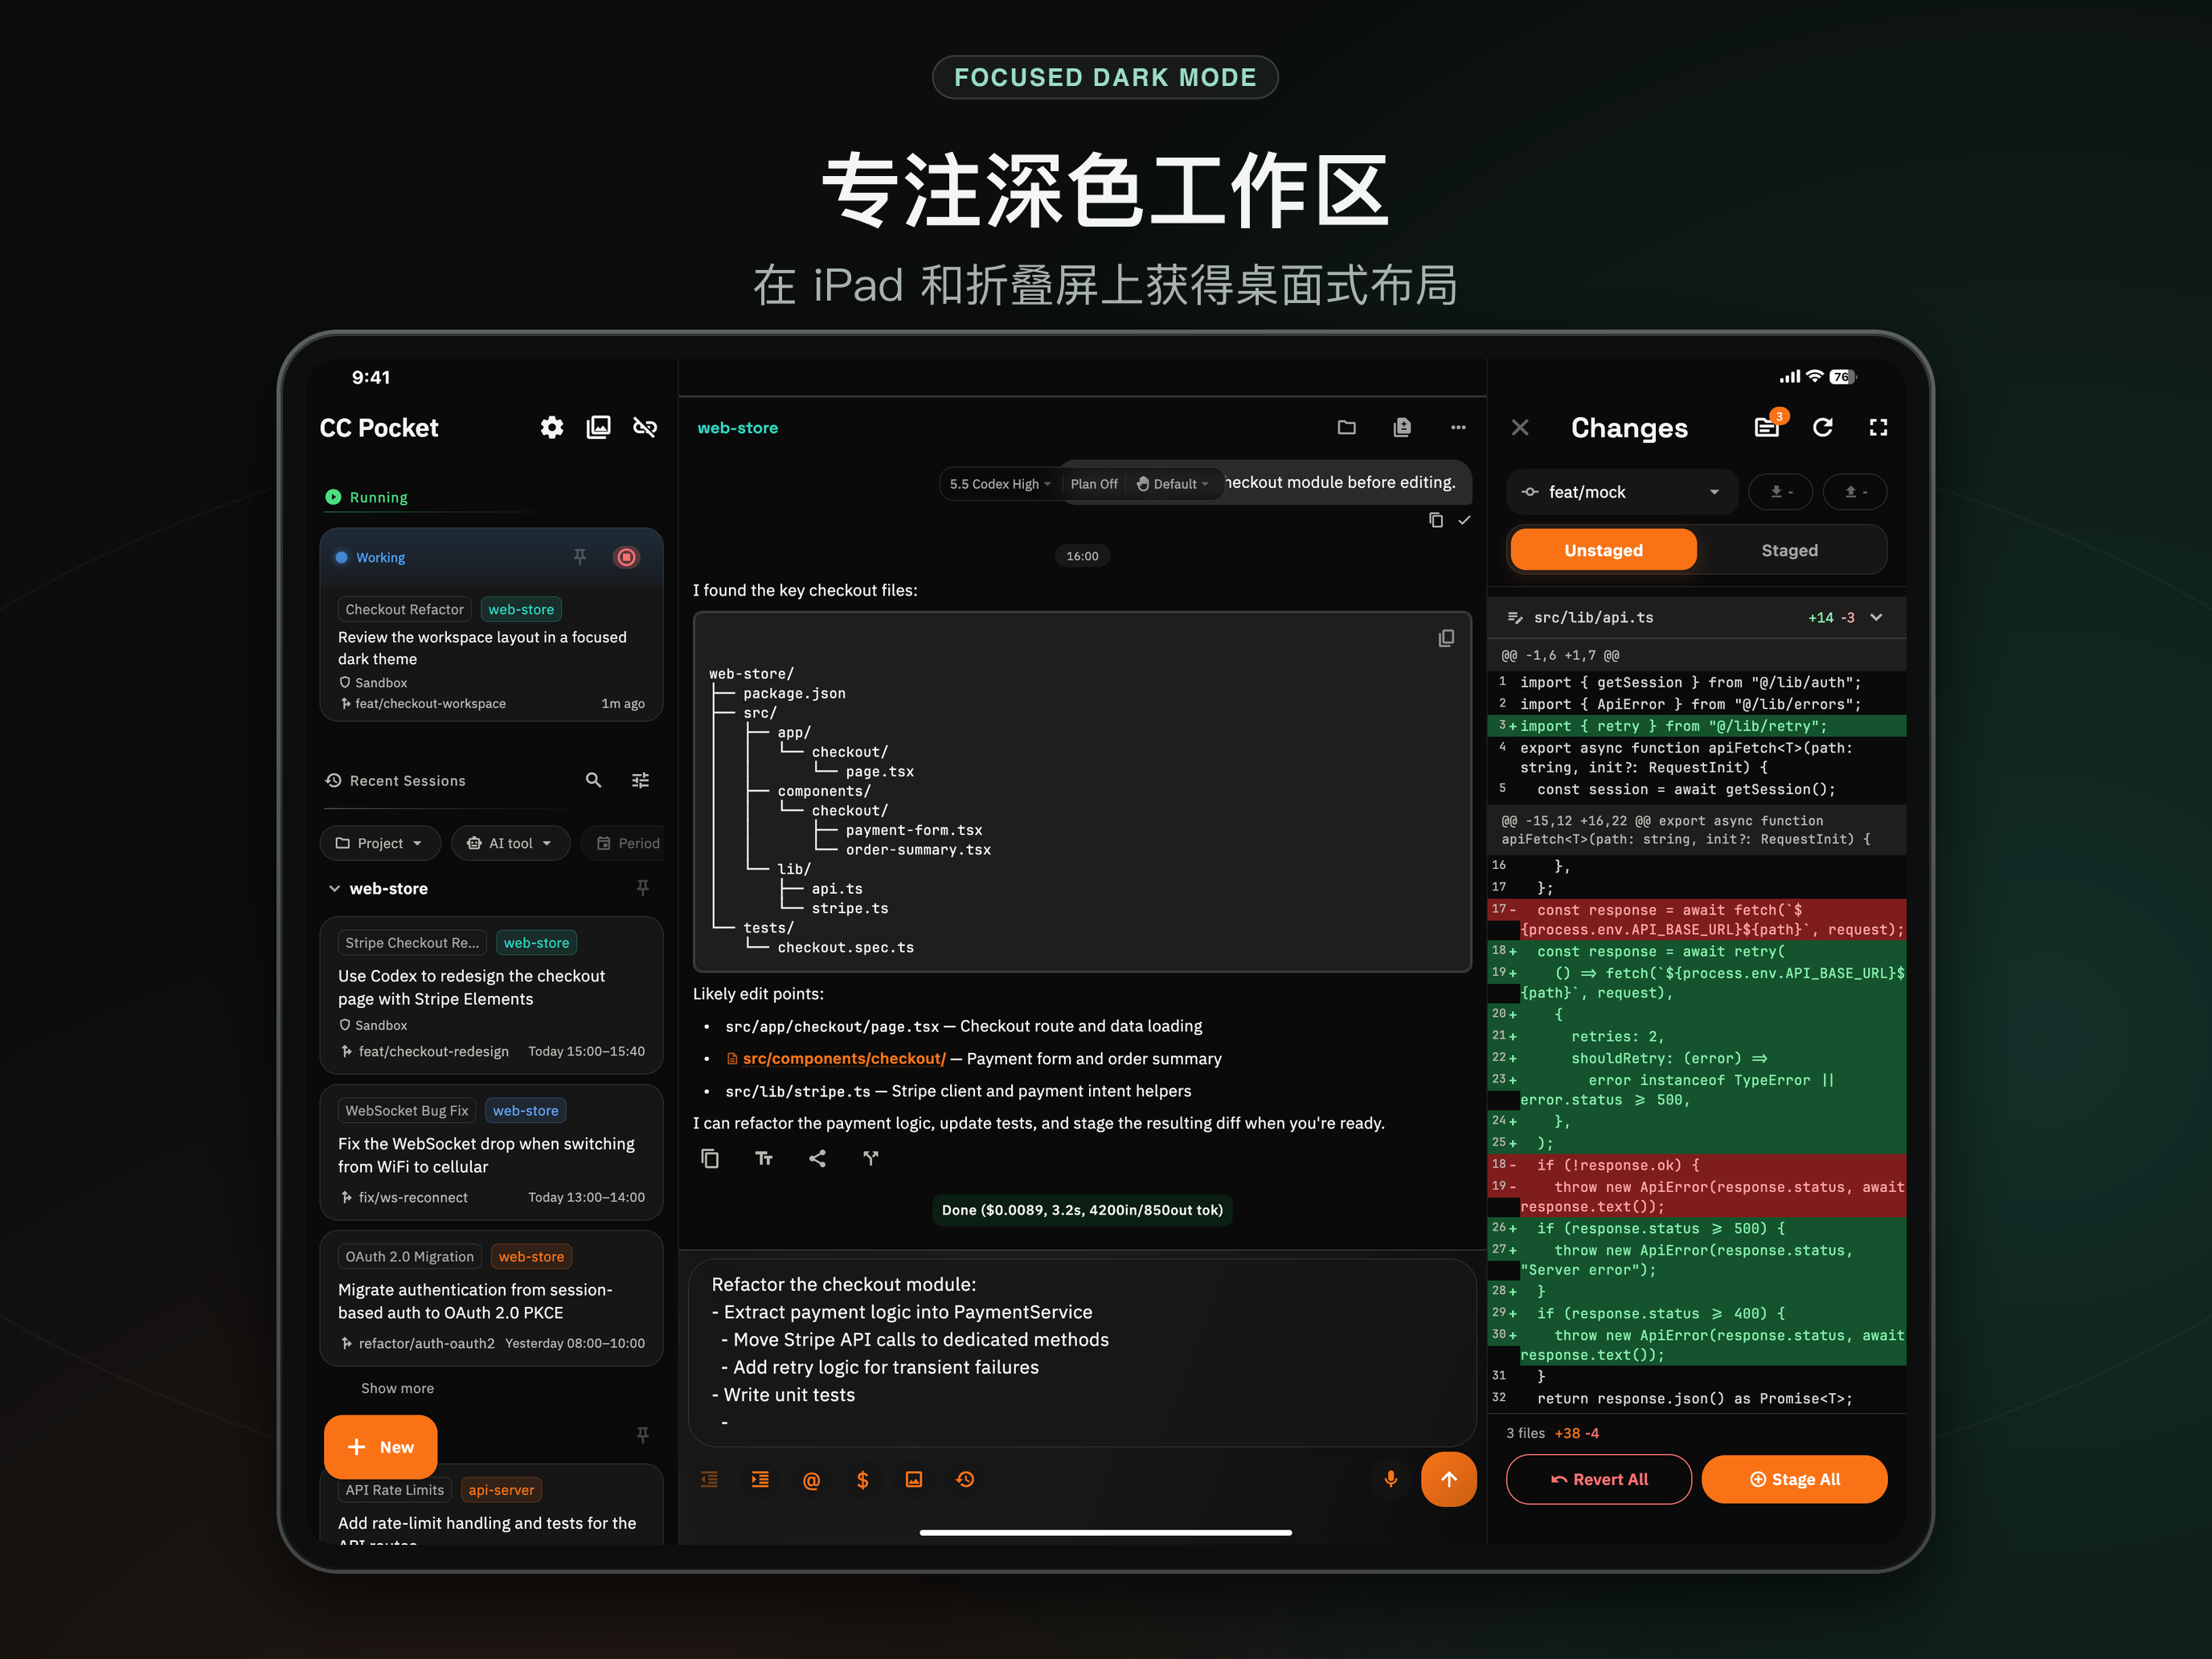 FOCUSED DARK MODE
专注深色工作区
在 iPad 和折叠屏上获得桌面式布局
9:41
76
CC Pocket
Running
Working
Checkout Refactor
web-store
Review the workspace layout in a focused
dark theme
Sandbox
feat/checkout-workspace
1m ago
Recent Sessions
Project
AI tool
Period
web-store
Stripe Checkout Re...
web-store
Use Codex to redesign the checkout
page with Stripe Elements
Sandbox
feat/checkout-redesign
Today 15:00–15:40
WebSocket Bug Fix
web-store
Fix the WebSocket drop when switching
from WiFi to cellular
fix/ws-reconnect
Today 13:00–14:00
OAuth 2.0 Migration
web-store
Migrate authentication from session-
based auth to OAuth 2.0 PKCE
refactor/auth-oauth2
Yesterday 08:00–10:00
Show more
+ New
API Rate Limits
api-server
Add rate-limit handling and tests for the
API routes
web-store
5.5 Codex High
Plan Off
Default
heckout module before editing.
16:00
I found the key checkout files:
web-store/
├── package.json
├── src/
│   ├── app/
│   │   └── checkout/
│   │       └── page.tsx
│   ├── components/
│   │   └── checkout/
│   │       ├── payment-form.tsx
│   │       └── order-summary.tsx
│   └── lib/
│       ├── api.ts
│       └── stripe.ts
└── tests/
    └── checkout.spec.ts
Likely edit points:
• src/app/checkout/page.tsx — Checkout route and data loading
• src/components/checkout/ — Payment form and order summary
• src/lib/stripe.ts — Stripe client and payment intent helpers
I can refactor the payment logic, update tests, and stage the resulting diff when you're ready.
Done ($0.0089, 3.2s, 4200in/850out tok)
Refactor the checkout module:
- Extract payment logic into PaymentService
  - Move Stripe API calls to dedicated methods
  - Add retry logic for transient failures
- Write unit tests
  -
@
$
Changes
3
feat/mock
-
-
Unstaged
Staged
src/lib/api.ts
+14 -3
@@ -1,6 +1,7 @@
1 import { getSession } from "@/lib/auth";
2 import { ApiError } from "@/lib/errors";
3 + import { retry } from "@/lib/retry";
4 export async function apiFetch<T>(path:
string, init?: RequestInit) {
5   const session = await getSession();
@@ -15,12 +16,22 @@ export async function
apiFetch<T>(path: string, init?: RequestInit) {
16     },
17   };
17 -   const response = await fetch(`$
{process.env.API_BASE_URL}${path}`, request);
18 +   const response = await retry(
19 +     () => fetch(`${process.env.API_BASE_URL}$
{path}`, request),
20 +     {
21 +       retries: 2,
22 +       shouldRetry: (error) =>
23 +         error instanceof TypeError ||
error.status >= 500,
24 +     },
25 +   );
18 -   if (!response.ok) {
19 -     throw new ApiError(response.status, await
response.text());
26 +   if (response.status >= 500) {
27 +     throw new ApiError(response.status,
"Server error");
28 +   }
29 +   if (response.status >= 400) {
30 +     throw new ApiError(response.status, await
response.text());
31   }
32   return response.json() as Promise<T>;
3 files +38 -4
Revert All
Stage All